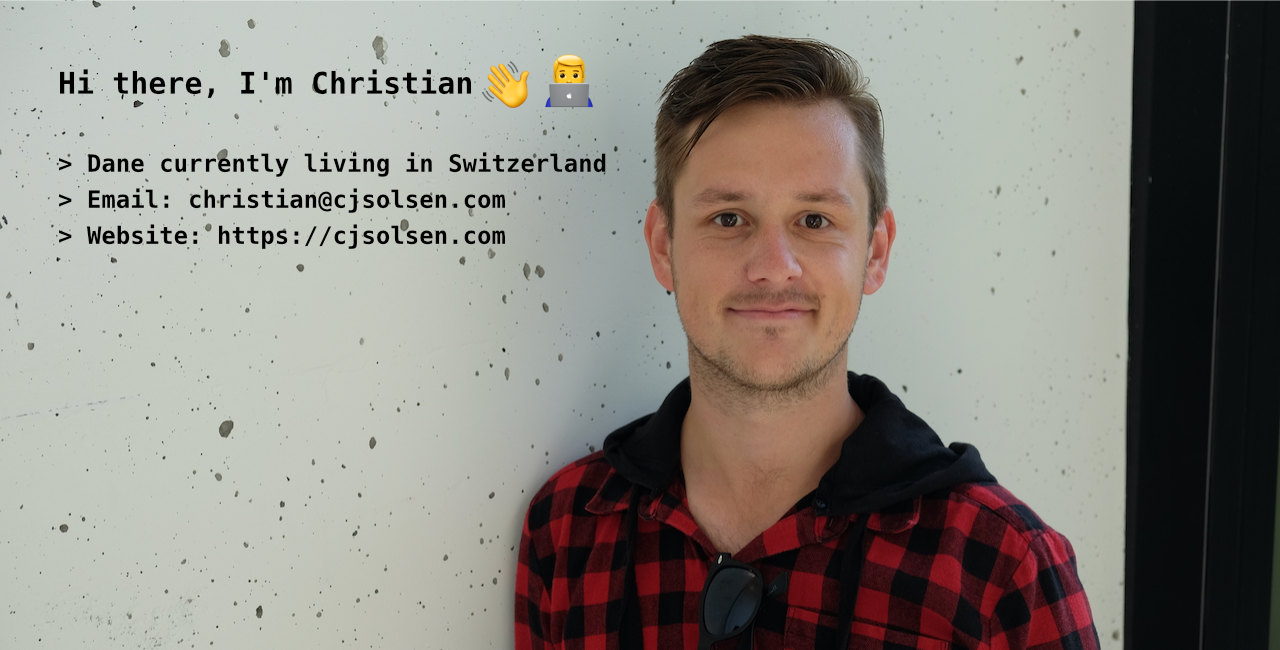 Hi there, I'm Christian 👋 👨‍💻
> Dane currently living in Switzerland
> Email: christian@cjsolsen.com
> Website: https://cjsolsen.com